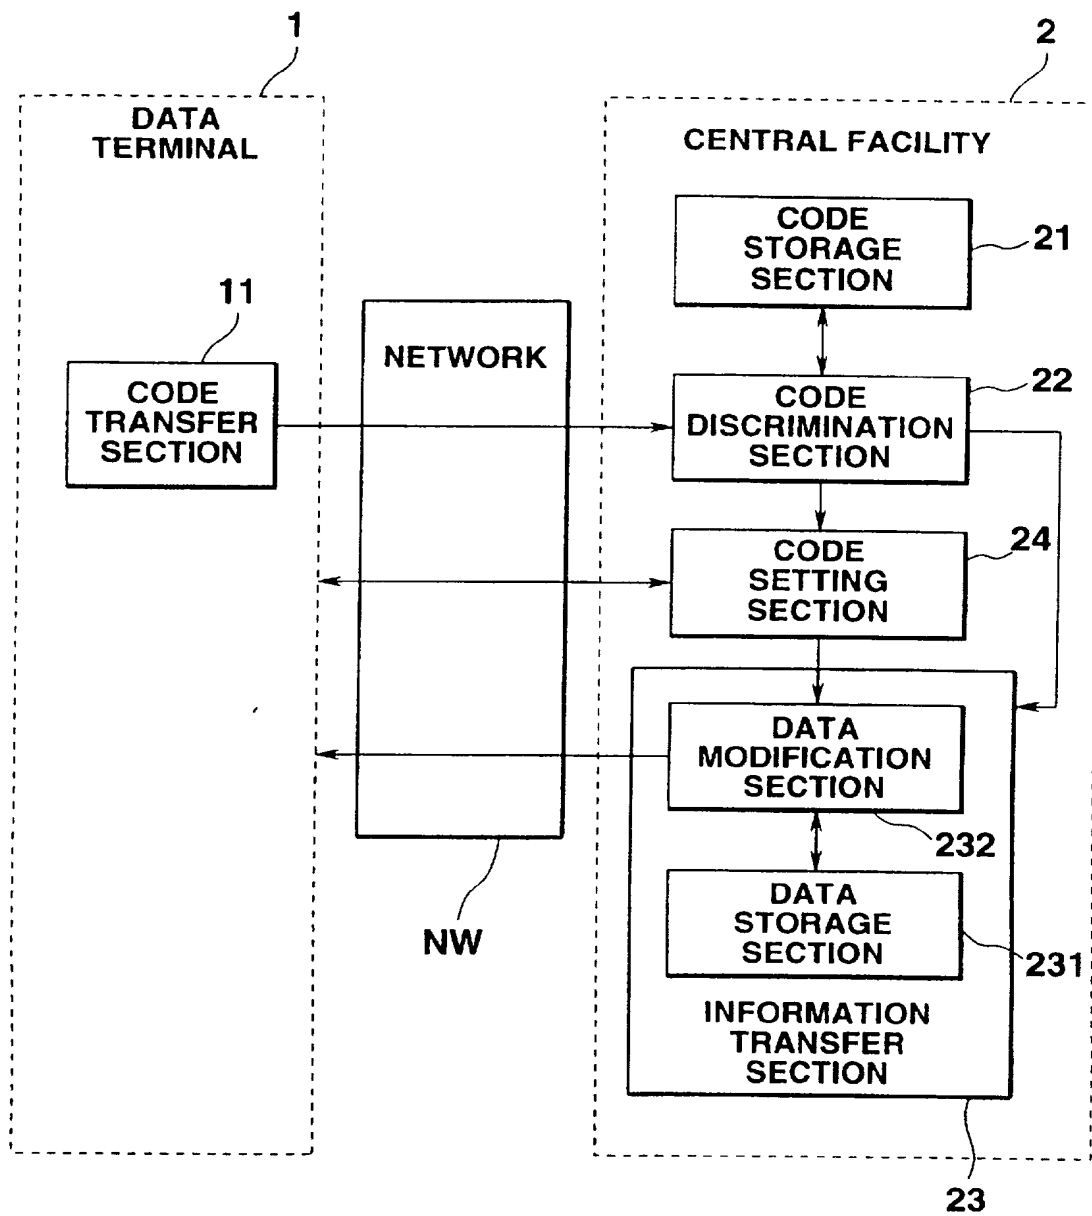 1
2
DATA
TERMINAL
CENTRAL FACILITY
CODE
STORAGE
SECTION
21
11
NETWORK
CODE
TRANSFER
SECTION
22
CODE
DISCRIMINATION
SECTION
24
CODE
SETTING
SECTION
DATA
MODIFICATION
SECTION
232
NW
DATA
STORAGE
SECTION
231
INFORMATION
TRANSFER
SECTION
23